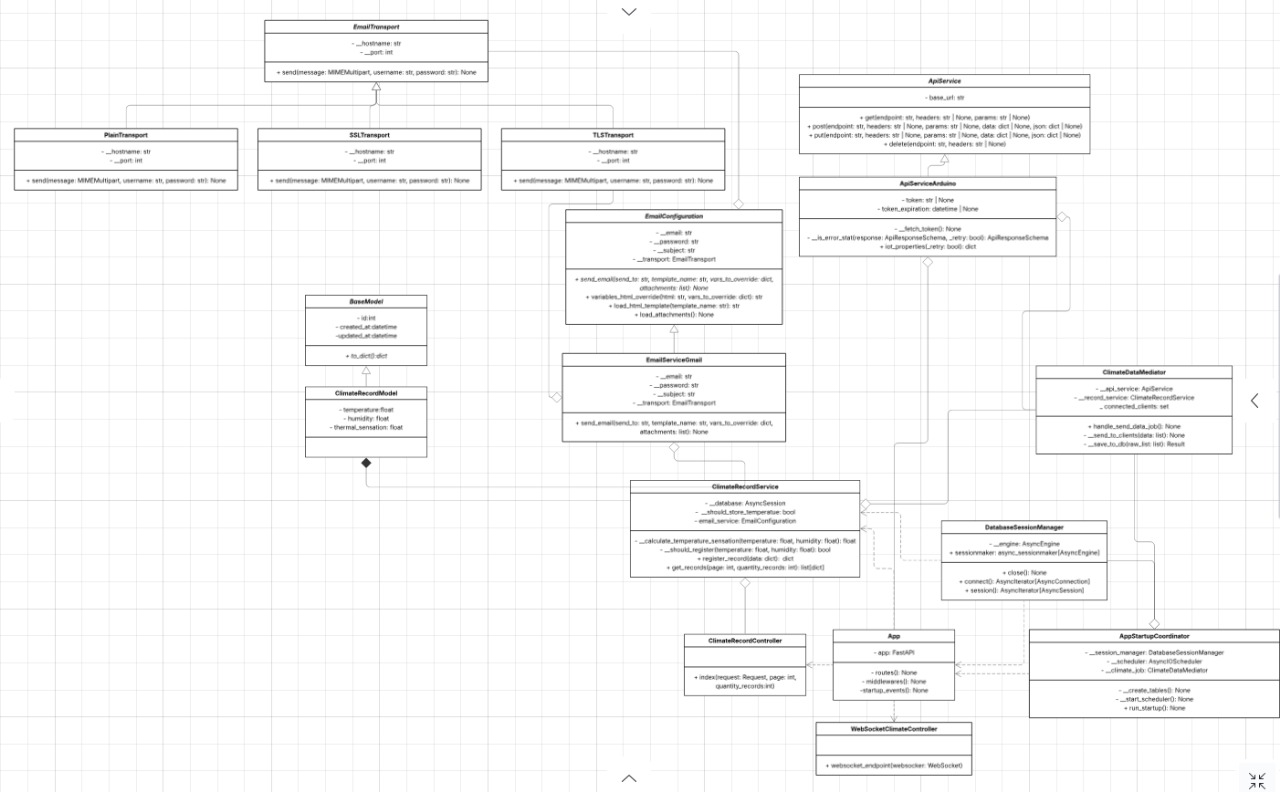 EmailTransport
- __hostname: str
- __port: int
+ send(message: MIMEMultipart, username: str, password: str): None
PlainTransport
- __hostname: str
- __port: int
+ send(message: MIMEMultipart, username: str, password: str): None
SSLTransport
- __hostname: str
- __port: int
+ send(message: MIMEMultipart, username: str, password: str): None
TLSTransport
- __hostname: str
- __port: int
+ send(message: MIMEMultipart, username: str, password: str): None
ApiService
- base_url: str
+ get(endpoint: str, headers: str | None, params: str | None)
+ post(endpoint: str, headers: str | None, params: str | None, data: dict | None, json: dict | None)
+ put(endpoint: str, headers: str | None, params: str | None, data: dict | None, json: dict | None)
+ delete(endpoint: str, headers: str | None)
ApiServiceArduino
- token: str | None
- token_expiration: datetime | None
- __fetch_token(): None
- __is_error_stat(response: ApiResponseSchema, _retry: bool): ApiResponseSchema
+ iot_properties(_retry: bool): dict
EmailConfiguration
- __email: str
- __password: str
- __subject: str
- __transport: EmailTransport
+ send_email(send_to: str, template_name: str, vars_to_override: dict,
attachments: list): None
+ variables_html_override(html: str, vars_to_override: dict): str
+ load_html_template(template_name: str): str
+ load_attachments(): None
BaseModel
- id:int
- created_at:datetime
-updated_at:datetime
+ to_dict():dict
ClimateRecordModel
- temperature:float
- humidity: float
- thermal_sensation: float
EmailServiceGmail
- __email: str
- __password: str
- __subject: str
- __transport: EmailTransport
+ send_email(send_to: str, template_name: str, vars_to_override: dict,
attachments: list): None
ClimateDataMediator
- __api_service: ApiService
- __record_service: ClimateRecordService
_ connected_clients: set
+ handle_send_data_job(): None
- __send_to_clients(data: list): None
- __save_to_db(raw_list: list): Result
ClimateRecordService
- __database: AsyncSession
- __should_store_temperatue: bool
- email_service: EmailConfiguration
- __calculate_temperature_sensation(temperature: float, humidity: float): float
- __should_register(temperature: float, humidity: float): bool
+ register_record(data: dict): dict
+ get_records(page: int, quantity_records: int): list[dict]
DatabaseSessionManager
- __engine: AsyncEngine
+ sessionmaker: async_sessionmaker[AsyncEngine]
+ close(): None
+ connect(): AsyncIterator[AsyncConnection]
+ session(): AsyncIterator[AsyncSession]
ClimateRecordController
+ index(request: Request, page: int,
quantity_records:int)
App
- app: FastAPI
- routes(): None
- middlewares(): None
-startup_events(): None
AppStartupCoordinator
- __session_manager: DatabaseSessionManager
- __scheduler: AsyncIOScheduler
- __climate_job: ClimateDataMediator
- __create_tables(): None
- __start_scheduler(): None
+ run_startup(): None
WebSocketClimateController
+ websocket_endpoint(websocker: WebSocket)